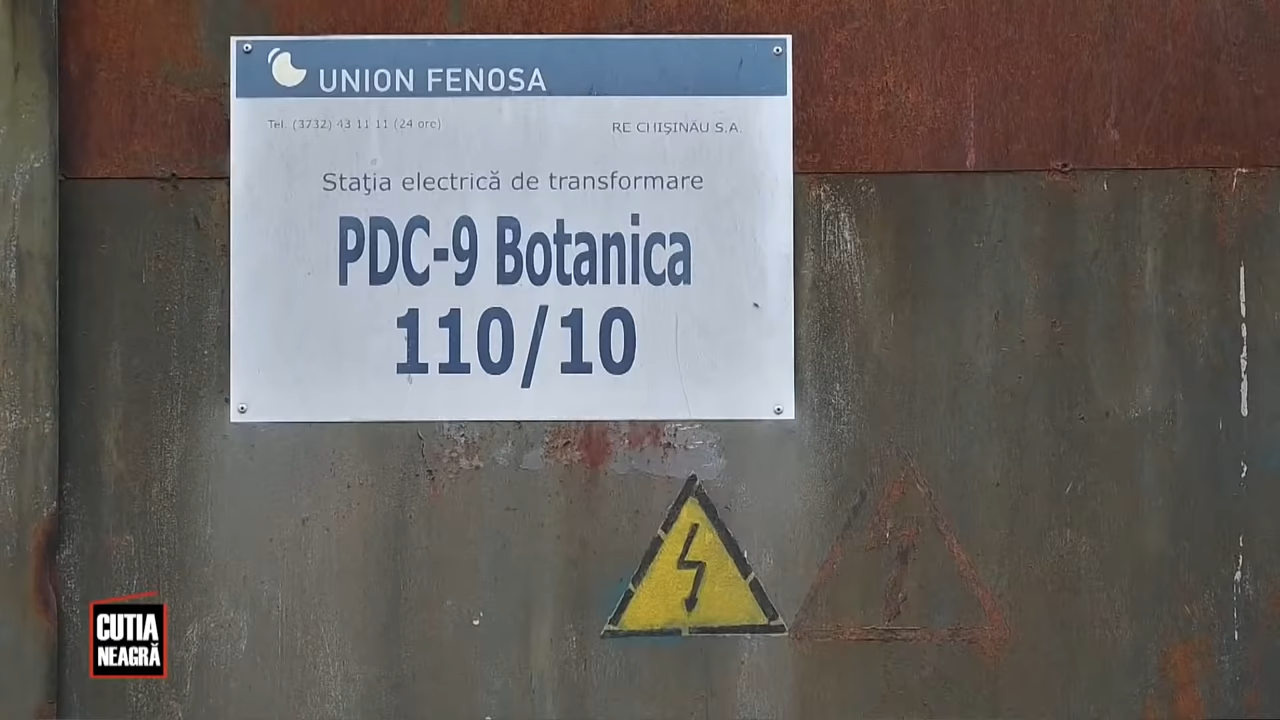 UNION FENOSA
Tel. (3732) 43 11 11 (24 ore)
RE CHIŞINĂU S.A.
Staţia electrică de transformare
PDC-9 Botanica
110/10
CUTIA
NEAGRĂ